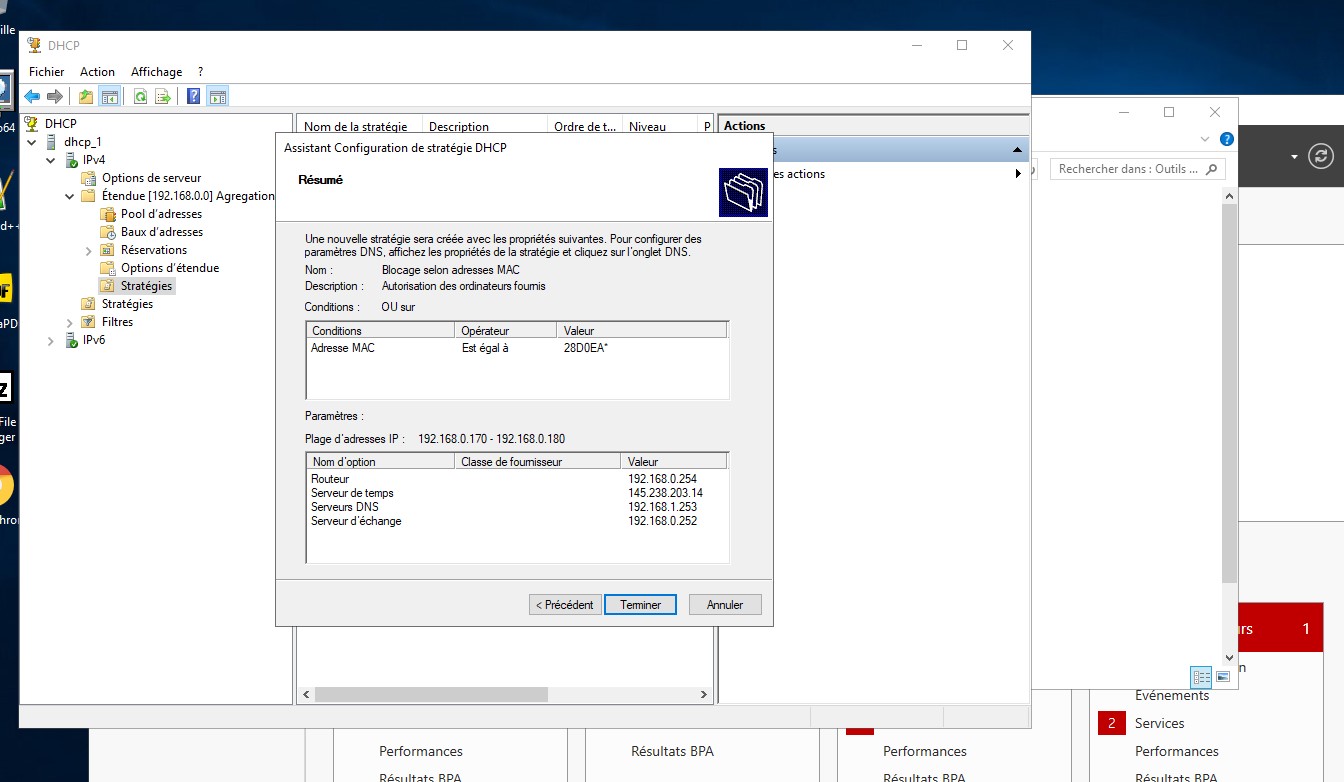 ille
DHCP
Fichier Action Affichage ?
DHCP
dhcp_1
IPv4
Options de serveur
Étendue [192.168.0.0] Agregation
Pool d'adresses
Baux d'adresses
Réservations
Options d'étendue
Stratégies
Stratégies
Filtres
IPv6
Nom de la stratégie Description Ordre de t... Niveau P
Actions
es actions
Assistant Configuration de stratégie DHCP
Résumé
Une nouvelle stratégie sera créée avec les propriétés suivantes. Pour configurer des
paramètres DNS, affichez les propriétés de la stratégie et cliquez sur l'onglet DNS.
Nom : Blocage selon adresses MAC
Description : Autorisation des ordinateurs fournis
Conditions : OU sur
Conditions Opérateur Valeur
Adresse MAC Est égal à 28D0EA*
Paramètres :
Plage d'adresses IP : 192.168.0.170 - 192.168.0.180
Nom d'option Classe de fournisseur Valeur
Routeur 192.168.0.254
Serveur de temps 145.238.203.14
Serveurs DNS 192.168.1.253
Serveur d'échange 192.168.0.252
< Précédent Terminer Annuler
Rechercher dans : Outils ...
p64
d++
aPD
File
ger
hro
urs 1
n
Événements
2 Services
Performances Résultats BPA Performances Performances
Résultats BPA Résultats BPA Résultats BPA